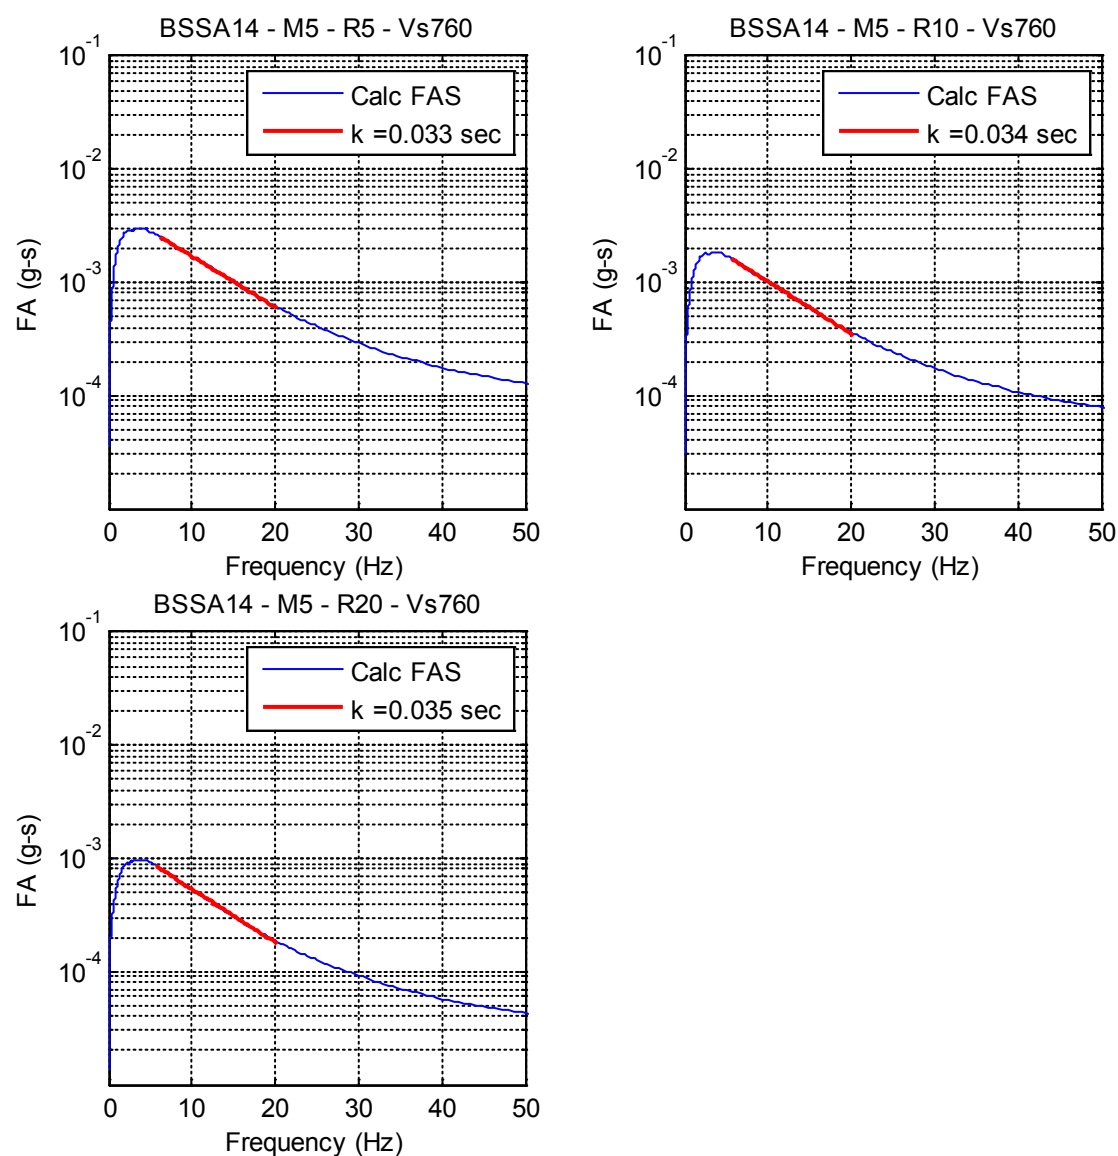 BSSA14 - M5 - R5 - Vs760
10^-1
10^-2
10^-3
10^-4
FA (g-s)
Calc FAS
k =0.033 sec
0 10 20 30 40 50
Frequency (Hz)
BSSA14 - M5 - R10 - Vs760
10^-1
10^-2
10^-3
10^-4
FA (g-s)
Calc FAS
k =0.034 sec
0 10 20 30 40 50
Frequency (Hz)
BSSA14 - M5 - R20 - Vs760
10^-1
10^-2
10^-3
10^-4
FA (g-s)
Calc FAS
k =0.035 sec
0 10 20 30 40 50
Frequency (Hz)